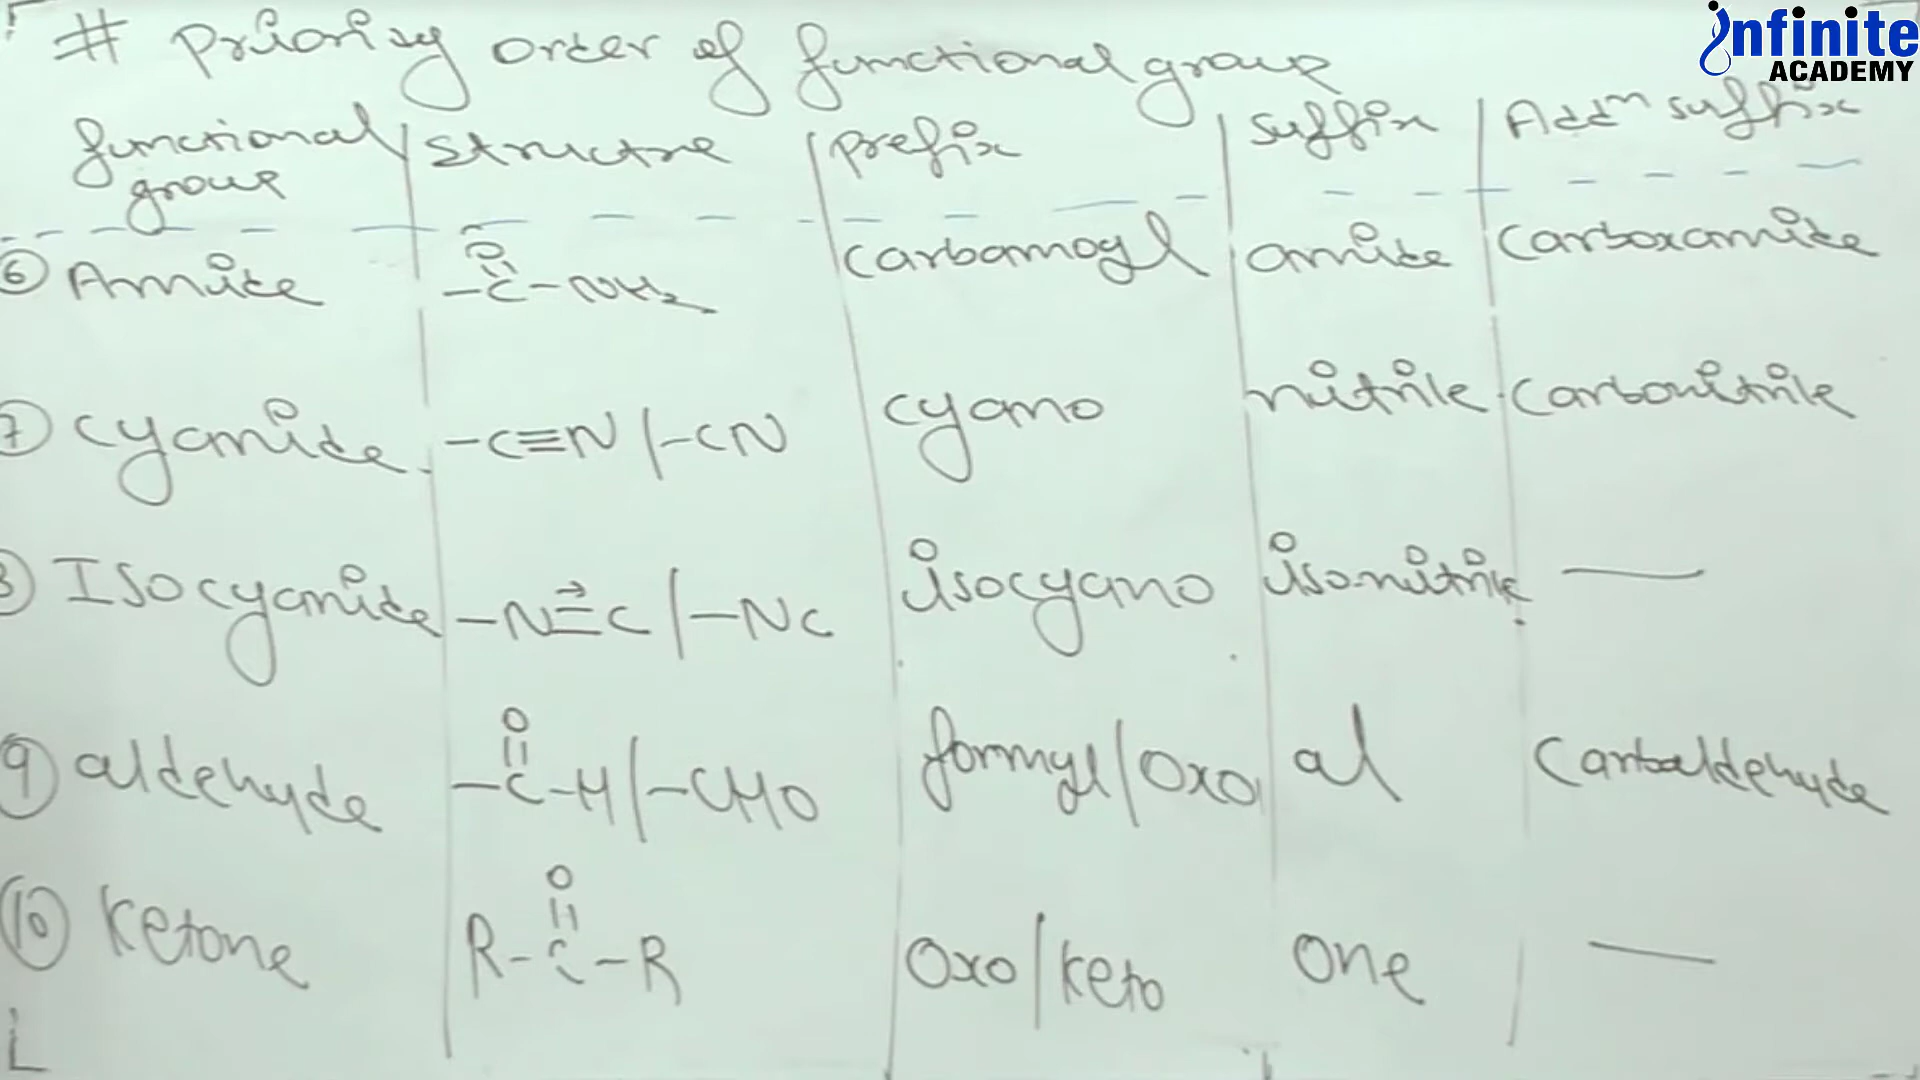 # Priority order of functional group
functional group | Structure | Prefix | Suffix | Addn suffix
⑥ Amide | O
-C-NH2 | Carbamoyl | amide | Carboxamide
⑦ cyanide | -C≡N / -CN | cyano | nitrile | Carbonitrile
⑧ Isocyanide | -N⇉C / -NC | isocyano | isonitrile | —
⑨ aldehyde | O
-C-H / -CHO | formyl/Oxo | al | Carbaldehyde
⑩ Ketone | O
R-C-R | Oxo/Keto | One | —
infinite
ACADEMY